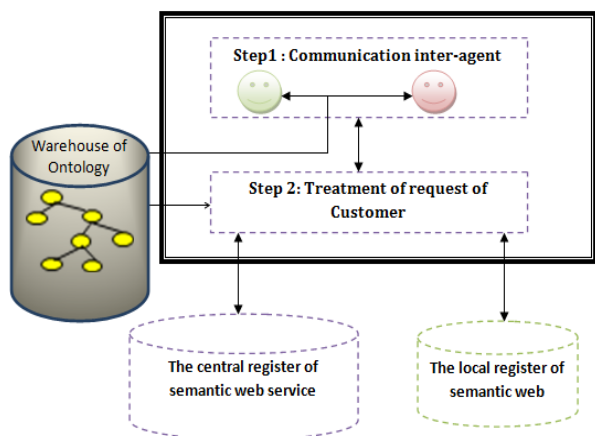 Step1 : Communication inter-agent
Warehouse of
Ontology
Step 2: Treatment of request of
Customer
The central register of
semantic web service
The local register of
semantic web